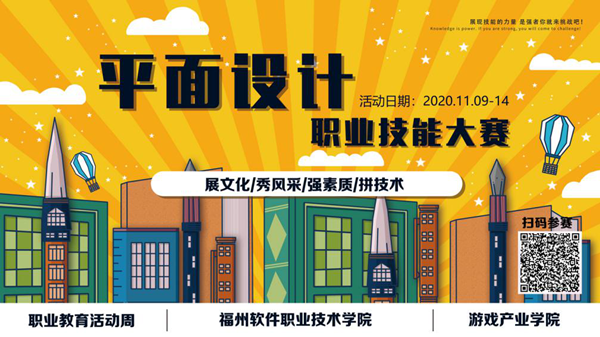 展现技能的力量 是强者你就来挑战吧!
Knowledge is power. If you are strong, you will come to challenge!
平面设计
活动日期：2020.11.09-14
职业技能大赛
展文化/秀风采/强素质/拼技术
扫码参赛
职业教育活动周
福州软件职业技术学院
游戏产业学院